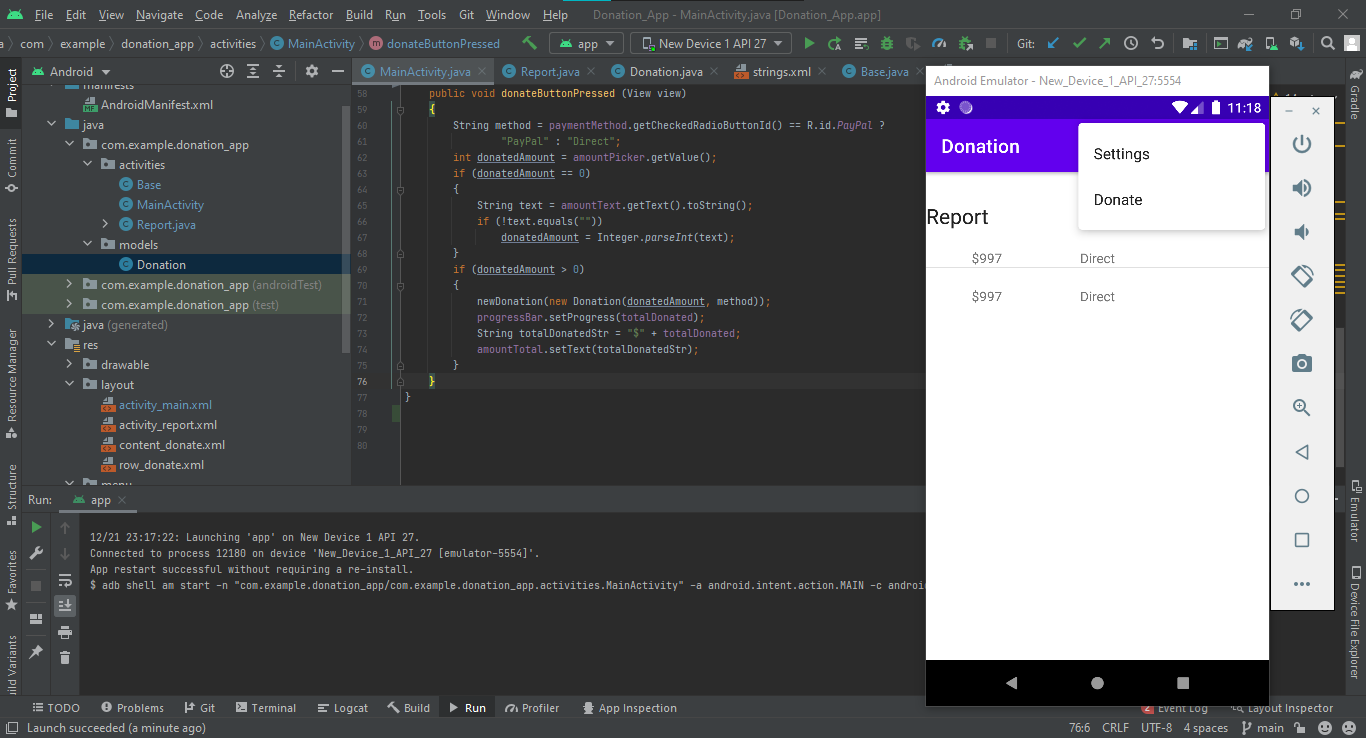 File Edit View Navigate Code Analyze Refactor Build Run Tools Git Window Help Donation_App - MainActivity.java [Donation_App.app]
a com example donation_app activities MainActivity donateButtonPressed app New Device 1 API 27 Git:
Project
Commit
Pull Requests
Resource Manager
Structure
Favorites
ild Variants
Android
manifests
AndroidManifest.xml
java
com.example.donation_app
activities
Base
MainActivity
Report.java
models
Donation
com.example.donation_app (androidTest)
com.example.donation_app (test)
java (generated)
res
drawable
layout
activity_main.xml
activity_report.xml
content_donate.xml
row_donate.xml
menu
MainActivity.java Report.java Donation.java strings.xml Base.java
58 public void donateButtonPressed (View view)
59 {
60 String method = paymentMethod.getCheckedRadioButtonId() == R.id.PayPal ?
61 "PayPal" : "Direct";
62 int donatedAmount = amountPicker.getValue();
63 if (donatedAmount == 0)
64 {
65 String text = amountText.getText().toString();
66 if (!text.equals(""))
67 donatedAmount = Integer.parseInt(text);
68 }
69 if (donatedAmount > 0)
70 {
71 newDonation(new Donation(donatedAmount, method));
72 progressBar.setProgress(totalDonated);
73 String totalDonatedStr = "$" + totalDonated;
74 amountTotal.setText(totalDonatedStr);
75 }
76 }
77 }
78
79
80
Android Emulator - New_Device_1_API_27:5554
11:18
Donation
Settings
Donate
Report
$997 Direct
$997 Direct
Gradle
Emulator
Device File Explorer
Run: app
12/21 23:17:22: Launching 'app' on New Device 1 API 27.
Connected to process 12180 on device 'New_Device_1_API_27 [emulator-5554]'.
App restart successful without requiring a re-install.
$ adb shell am start -n "com.example.donation_app/com.example.donation_app.activities.MainActivity" -a android.intent.action.MAIN -c androi
TODO Problems Git Terminal Logcat Build Run Profiler App Inspection 2 Event Log Layout Inspector
Launch succeeded (a minute ago) 76:6 CRLF UTF-8 4 spaces main